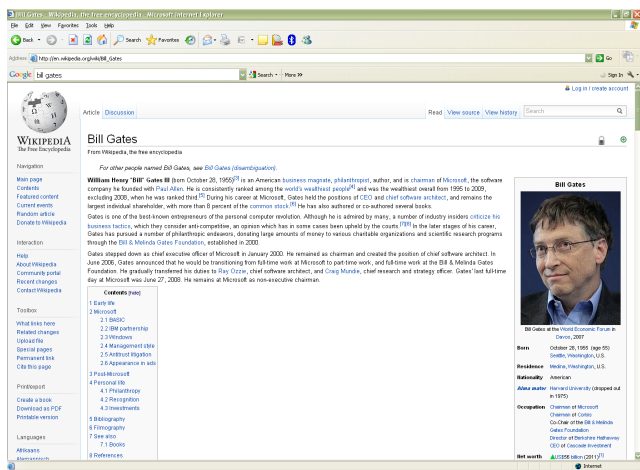 Bill Gates - Wikipedia, the free encyclopedia - Microsoft Internet Explorer
File Edit View Favorites Tools Help
Back Search Favorites
Address http://en.wikipedia.org/wiki/Bill_Gates Go
Google bill gates Search More >> Sign In
Log in / create account
Article Discussion Read View source View history Search
WIKIPEDIA
The Free Encyclopedia
Navigation
Main page
Contents
Featured content
Current events
Random article
Donate to Wikipedia
Interaction
Help
About Wikipedia
Community portal
Recent changes
Contact Wikipedia
Toolbox
What links here
Related changes
Upload file
Special pages
Permanent link
Cite this page
Print/export
Create a book
Download as PDF
Printable version
Languages
Afrikaans
Alemannisch
Bill Gates
From Wikipedia, the free encyclopedia
For other people named Bill Gates, see Bill Gates (disambiguation).
William Henry "Bill" Gates III (born October 28, 1955)[3] is an American business magnate, philanthropist, author, and is chairman of Microsoft, the software
company he founded with Paul Allen. He is consistently ranked among the world's wealthiest people[4] and was the wealthiest overall from 1995 to 2009,
excluding 2008, when he was ranked third.[5] During his career at Microsoft, Gates held the positions of CEO and chief software architect, and remains the
largest individual shareholder, with more than 8 percent of the common stock.[6] He has also authored or co-authored several books.
Gates is one of the best-known entrepreneurs of the personal computer revolution. Although he is admired by many, a number of industry insiders criticize his
business tactics, which they consider anti-competitive, an opinion which has in some cases been upheld by the courts.[7][8] In the later stages of his career,
Gates has pursued a number of philanthropic endeavors, donating large amounts of money to various charitable organizations and scientific research programs
through the Bill & Melinda Gates Foundation, established in 2000.
Gates stepped down as chief executive officer of Microsoft in January 2000. He remained as chairman and created the position of chief software architect. In
June 2006, Gates announced that he would be transitioning from full-time work at Microsoft to part-time work, and full-time work at the Bill & Melinda Gates
Foundation. He gradually transferred his duties to Ray Ozzie, chief software architect, and Craig Mundie, chief research and strategy officer. Gates' last full-time
day at Microsoft was June 27, 2008. He remains at Microsoft as non-executive chairman.
Contents [hide]
1 Early life
2 Microsoft
2.1 BASIC
2.2 IBM partnership
2.3 Windows
2.4 Management style
2.5 Antitrust litigation
2.6 Appearance in ads
3 Post-Microsoft
4 Personal life
4.1 Philanthropy
4.2 Recognition
4.3 Investments
5 Bibliography
6 Filmography
7 See also
7.1 Books
8 References
Bill Gates
Bill Gates at the World Economic Forum in
Davos, 2007
Born October 28, 1955 (age 55)
Seattle, Washington, U.S.
Residence Medina, Washington, U.S.
Nationality American
Alma mater Harvard University (dropped out
in 1975)
Occupation Chairman of Microsoft
Chairman of Corbis
Co-Chair of the Bill & Melinda
Gates Foundation
Director of Berkshire Hathaway
CEO of Cascade Investment
Net worth ▲US$56 billion (2011)[1]
Internet